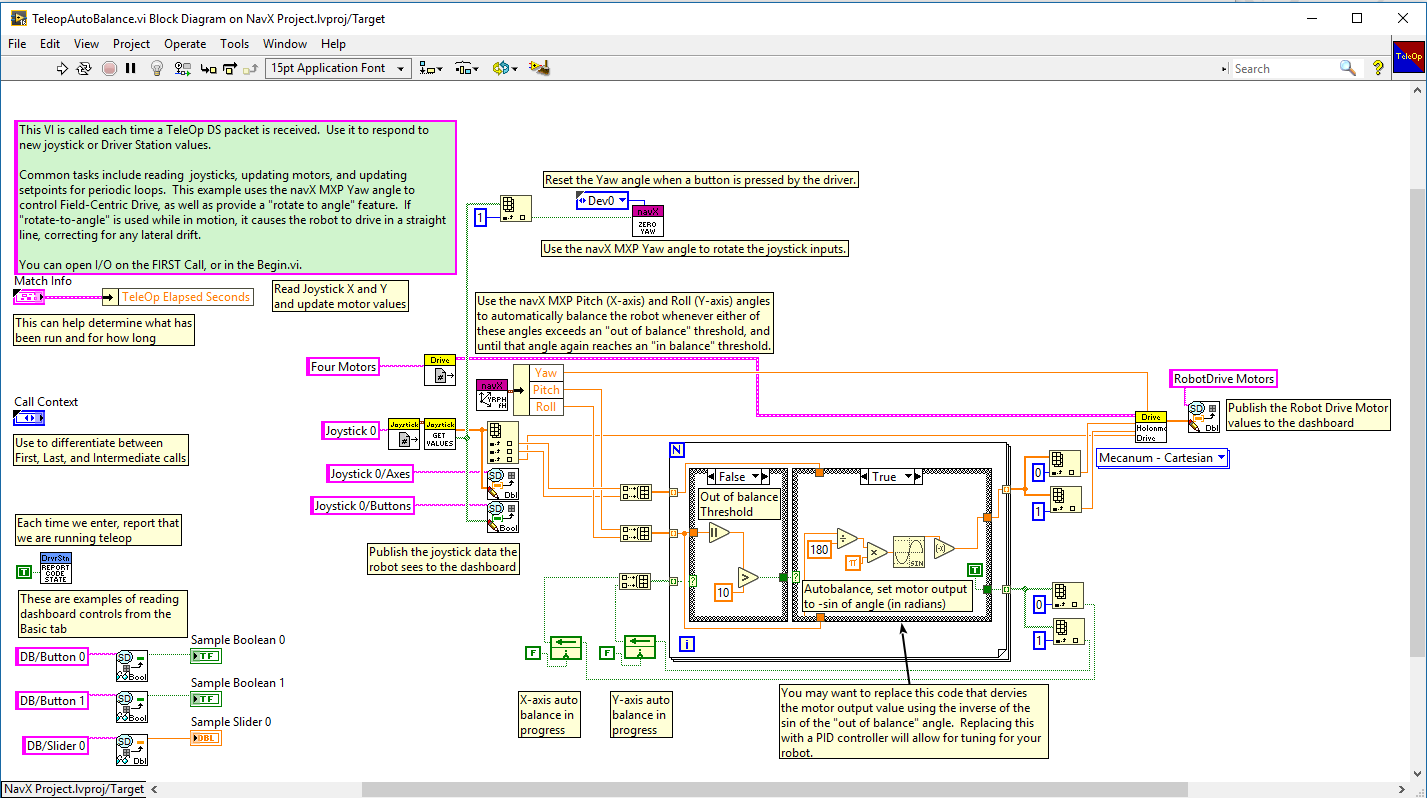 TeleopAutoBalance.vi Block Diagram on NavX Project.lvproj/Target
File Edit View Project Operate Tools Window Help
15pt Application Font
Search
TeleOp
This VI is called each time a TeleOp DS packet is received. Use it to respond to
new joystick or Driver Station values.
Common tasks include reading joysticks, updating motors, and updating
setpoints for periodic loops. This example uses the navX MXP Yaw angle to
control Field-Centric Drive, as well as provide a "rotate to angle" feature. If
"rotate-to-angle" is used while in motion, it causes the robot to drive in a straight
line, correcting for any lateral drift.
You can open I/O on the FIRST Call, or in the Begin.vi.
Match Info
TeleOp Elapsed Seconds
This can help determine what has
been run and for how long
Read Joystick X and Y
and update motor values
Reset the Yaw angle when a button is pressed by the driver.
1
Dev0
navX
ZERO
YAW
Use the navX MXP Yaw angle to rotate the joystick inputs.
Use the navX MXP Pitch (X-axis) and Roll (Y-axis) angles
to automatically balance the robot whenever either of
these angles exceeds an "out of balance" threshold, and
until that angle again reaches an "in balance" threshold.
Four Motors
Drive
navX
YRPH
fH
Yaw
Pitch
Roll
Call Context
Use to differentiate between
First, Last, and Intermediate calls
Joystick 0
Joystick
Joystick
GET
VALUES
Joystick 0/Axes
SD
Dbl
Joystick 0/Buttons
SD
Bool
Publish the joystick data the
robot sees to the dashboard
RobotDrive Motors
Drive
Holonmc
Drive
SD
Dbl
Publish the Robot Drive Motor
values to the dashboard
Mecanum - Cartesian
N
False
Out of balance
Threshold
10
True
180
π
SIN
T
Autobalance, set motor output
to -sin of angle (in radians)
i
0
1
0
1
Each time we enter, report that
we are running teleop
T
DrvrStn
REPORT
CODE
STATE
These are examples of reading
dashboard controls from the
Basic tab
DB/Button 0
SD
Bool
Sample Boolean 0
TF
DB/Button 1
SD
Bool
Sample Boolean 1
TF
DB/Slider 0
SD
Dbl
Sample Slider 0
DBL
F
F
X-axis auto
balance in
progress
Y-axis auto
balance in
progress
You may want to replace this code that dervies
the motor output value using the inverse of the
sin of the "out of balance" angle. Replacing this
with a PID controller will allow for tuning for your
robot.
NavX Project.lvproj/Target